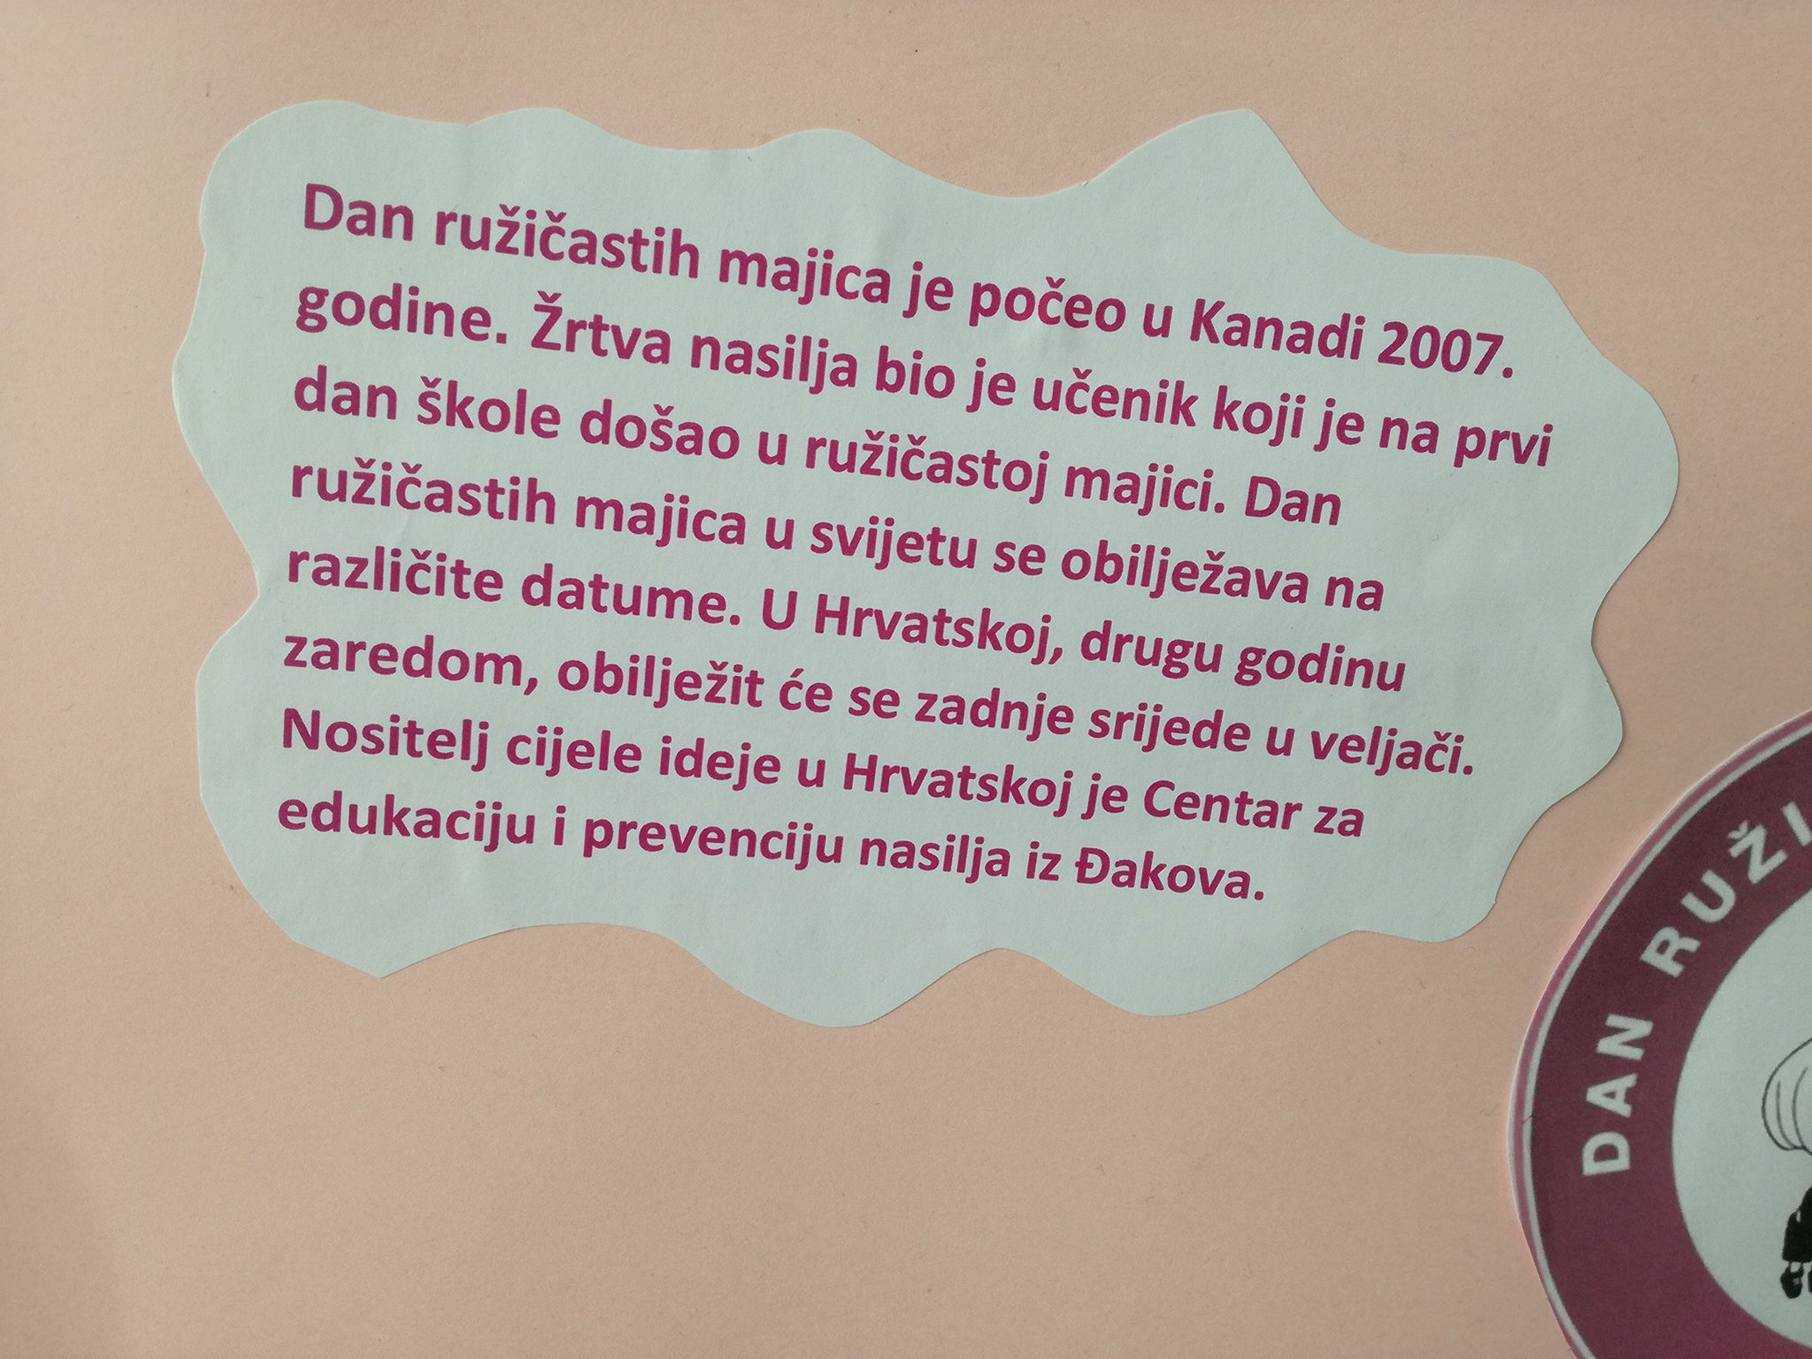 Dan ružičastih majica je počeo u Kanadi 2007.
godine. Žrtva nasilja bio je učenik koji je na prvi
dan škole došao u ružičastoj majici. Dan
ružičastih majica u svijetu se obilježava na
različite datume. U Hrvatskoj, drugu godinu
zaredom, obilježit će se zadnje srijede u veljači.
Nositelj cijele ideje u Hrvatskoj je Centar za
edukaciju i prevenciju nasilja iz Đakova.
DAN RUŽI